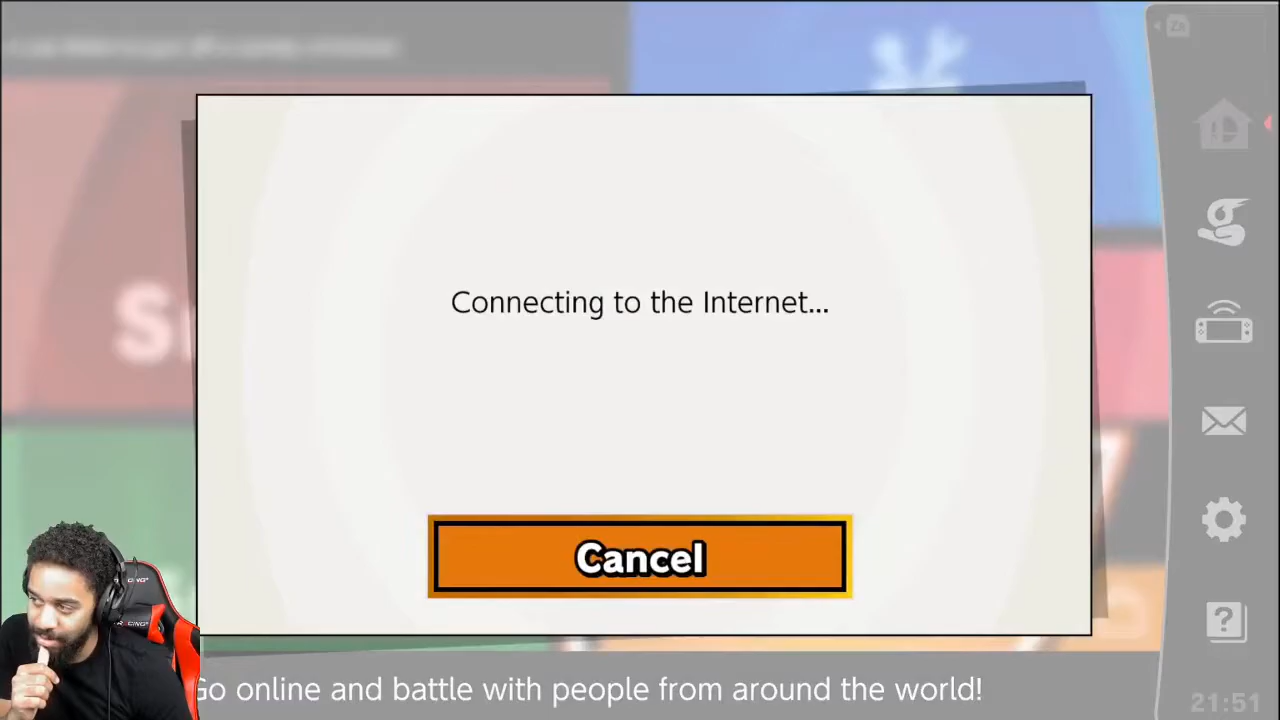 Connecting to the Internet...
Cancel
Go online and battle with people from around the world!
21:51